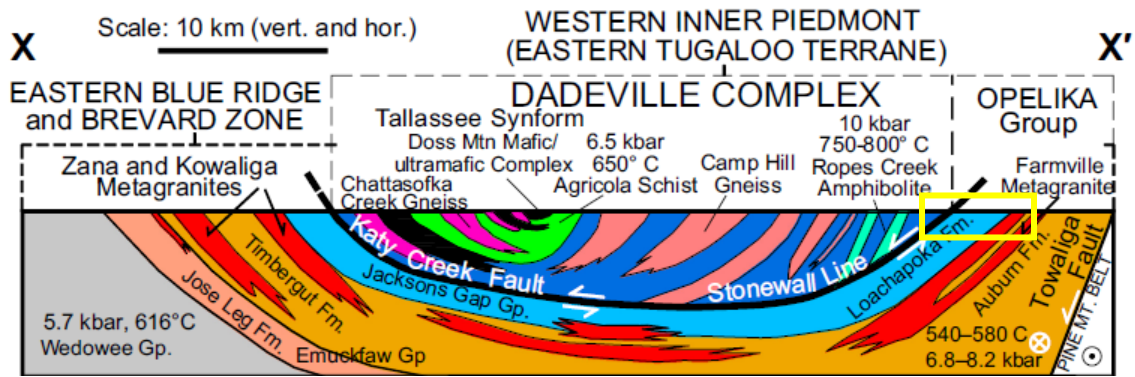 WESTERN INNER PIEDMONT
(EASTERN TUGALOO TERRANE)
X
Scale: 10 km (vert. and hor.)
X′
EASTERN BLUE RIDGE
and BREVARD ZONE
DADEVILLE COMPLEX
OPELIKA
Group
Tallassee Synform
Zana and Kowaliga
Metagranites
Doss Mtn Mafic/
ultramafic Complex
6.5 kbar
650° C
Agricola Schist
Camp Hill
Gneiss
10 kbar
750-800° C
Ropes Creek
Amphibolite
Farmville
Metagranite
Chattasofka
Creek Gneiss
Katy Creek Fault
Stonewall Line
Jacksons Gap Gp.
Loachapoka Fm.
Auburn Fm.
Towaliga
Fault
PINE MT. BELT
Timbergut Fm.
Jose Leg Fm.
Emuckfaw Gp
5.7 kbar, 616°C
Wedowee Gp.
540–580 C
6.8–8.2 kbar